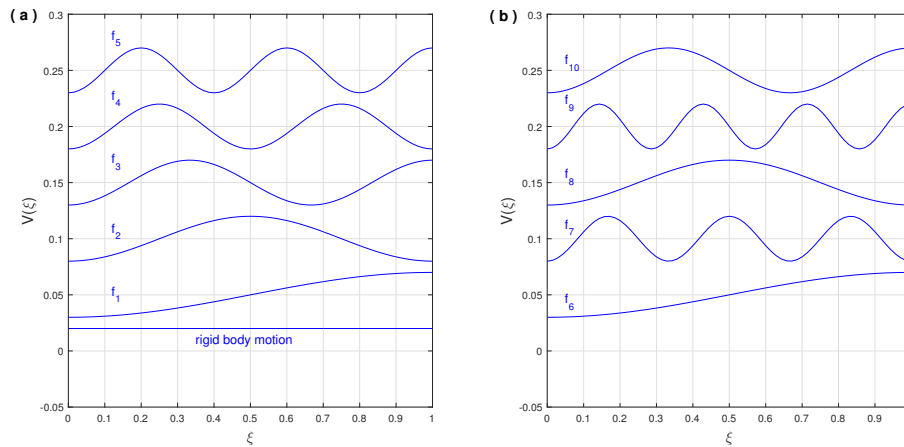 (a)
0.3
0.25
0.2
0.15
0.1
0.05
0
-0.05
V(ξ)
f5
f4
f3
f2
f1
rigid body motion
0 0.1 0.2 0.3 0.4 0.5 0.6 0.7 0.8 0.9 1
ξ
(b)
0.3
0.25
0.2
0.15
0.1
0.05
0
-0.05
V(ξ)
f10
f9
f8
f7
f6
0 0.1 0.2 0.3 0.4 0.5 0.6 0.7 0.8 0.9
ξ